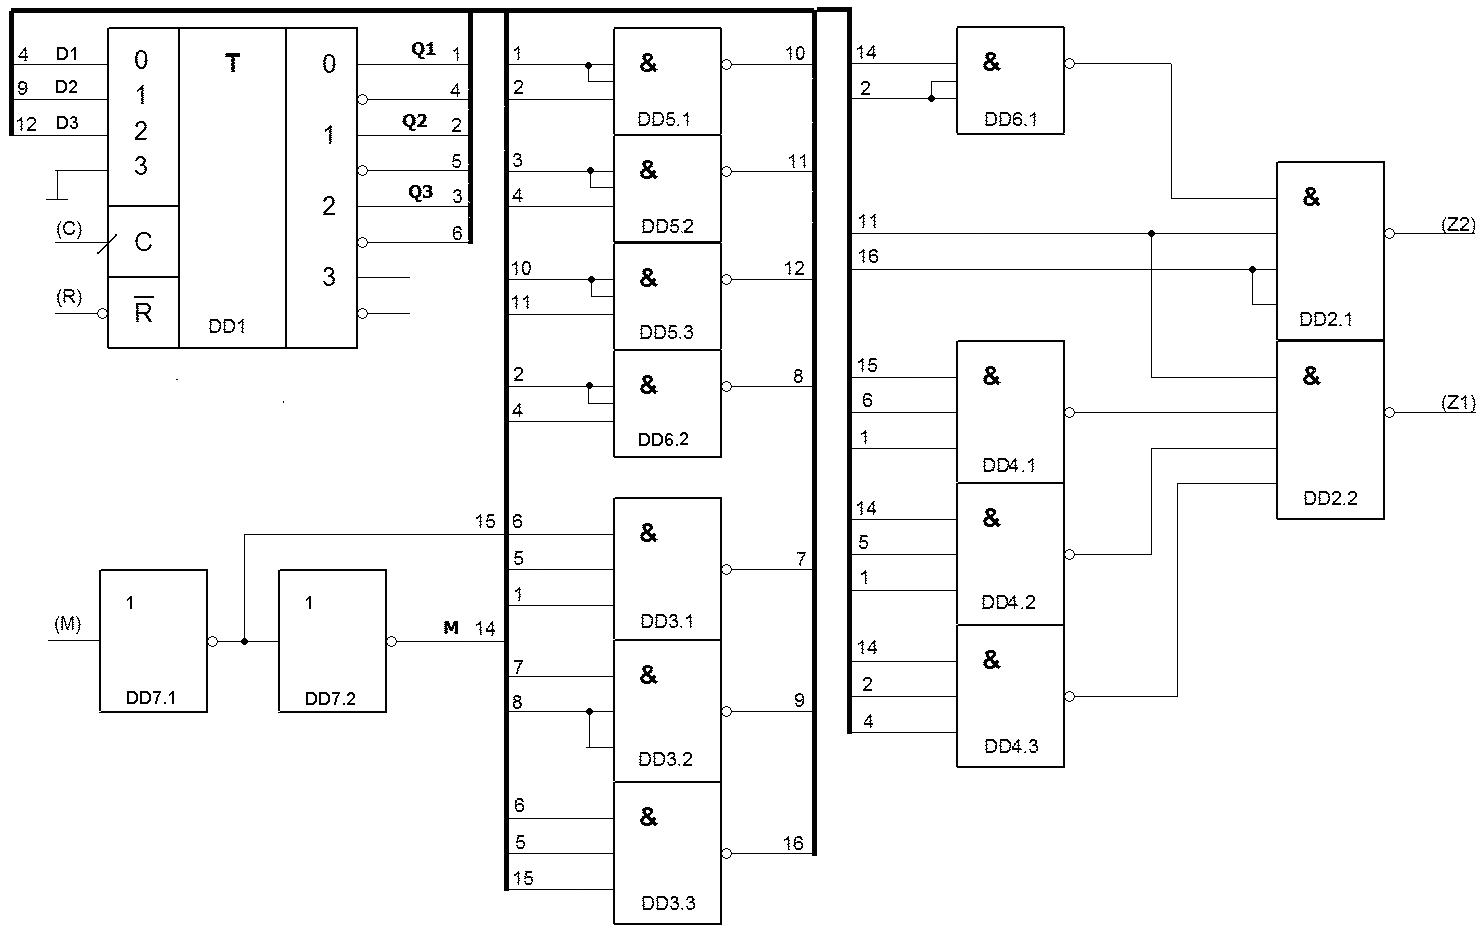 4 D1 0 T 0 Q1 1
9 D2 1 4
12 D3 2 1 Q2 2
3 5
2 Q3 3
(C) C 6
3
(R) R̅ DD1
1 & 10
2
DD5.1
3 & 11
4
DD5.2
10 & 12
11
DD5.3
2 & 8
4
DD6.2
15
(M) 1 DD7.1
1 DD7.2
M 14
6 &
5 7
1
DD3.1
7 &
8 9
DD3.2
6 &
5 16
15
DD3.3
14 &
2
DD6.1
11 & (Z2)
16
DD2.1
15 & &
6 (Z1)
1
DD4.1 DD2.2
14 &
5
1 DD4.2
14 &
2
4 DD4.3